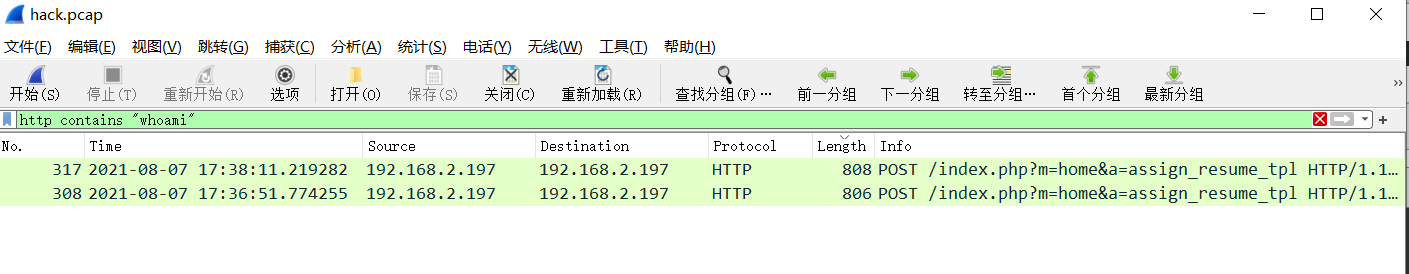 hack.pcap
文件(F) 编辑(E) 视图(V) 跳转(G) 捕获(C) 分析(A) 统计(S) 电话(Y) 无线(W) 工具(T) 帮助(H)
开始(S) 停止(T) 重新开始(R) 选项 打开(O) 保存(S) 关闭(C) 重新加载(R) 查找分组(F)… 前一分组 下一分组 转至分组… 首个分组 最新分组
http contains "whoami"
No. Time Source Destination Protocol Length Info
317 2021-08-07 17:38:11.219282 192.168.2.197 192.168.2.197 HTTP 808 POST /index.php?m=home&a=assign_resume_tpl HTTP/1.1…
308 2021-08-07 17:36:51.774255 192.168.2.197 192.168.2.197 HTTP 806 POST /index.php?m=home&a=assign_resume_tpl HTTP/1.1…